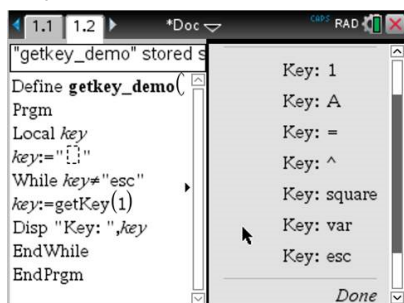 1.1 1.2 *Doc CAPS RAD
"getkey_demo" stored s
Define getkey_demo(
Prgm
Local key
key:=" "
While key≠"esc"
key:=getKey(1)
Disp "Key: ",key
EndWhile
EndPrgm
Key: 1
Key: A
Key: =
Key: ^
Key: square
Key: var
Key: esc
Done